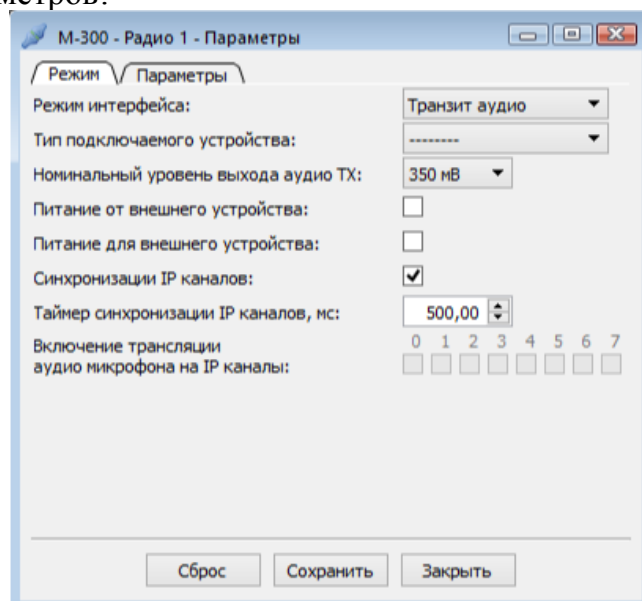 метров:
М-300 - Радио 1 - Параметры
Режим Параметры
Режим интерфейса: Транзит аудио
Тип подключаемого устройства: --------
Номинальный уровень выхода аудио TX: 350 мВ
Питание от внешнего устройства:
Питание для внешнего устройства:
Синхронизации IP каналов:
Таймер синхронизации IP каналов, мс: 500,00
Включение трансляции 0 1 2 3 4 5 6 7
аудио микрофона на IP каналы:
Сброс Сохранить Закрыть